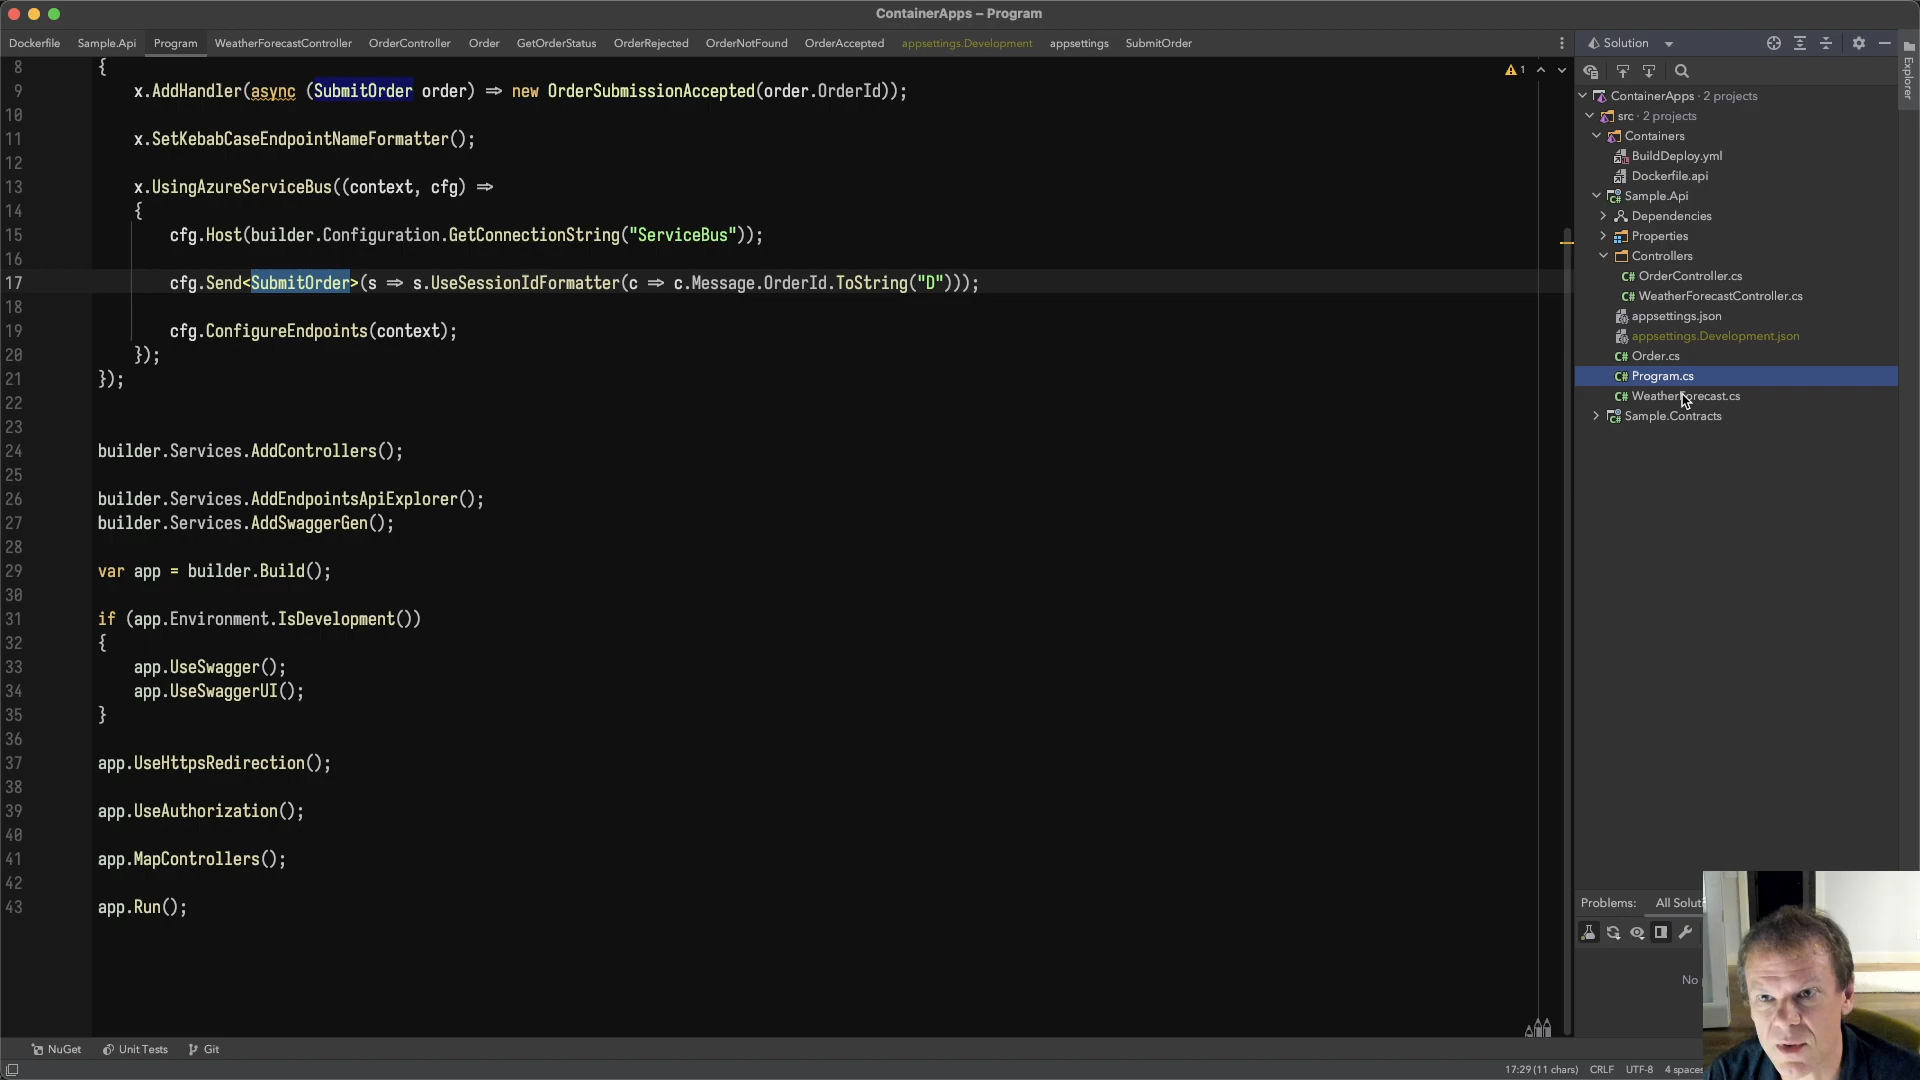 ContainerApps – Program
Dockerfile Sample.Api Program WeatherForecastController OrderController Order GetOrderStatus OrderRejected OrderNotFound OrderAccepted appsettings.Development appsettings SubmitOrder
8 {
9 x.AddHandler(async (SubmitOrder order) => new OrderSubmissionAccepted(order.OrderId));
10
11 x.SetKebabCaseEndpointNameFormatter();
12
13 x.UsingAzureServiceBus((context, cfg) =>
14 {
15 cfg.Host(builder.Configuration.GetConnectionString("ServiceBus"));
16
17 cfg.Send<SubmitOrder>(s => s.UseSessionIdFormatter(c => c.Message.OrderId.ToString("D")));
18
19 cfg.ConfigureEndpoints(context);
20 });
21 });
22
23
24 builder.Services.AddControllers();
25
26 builder.Services.AddEndpointsApiExplorer();
27 builder.Services.AddSwaggerGen();
28
29 var app = builder.Build();
30
31 if (app.Environment.IsDevelopment())
32 {
33 app.UseSwagger();
34 app.UseSwaggerUI();
35 }
36
37 app.UseHttpsRedirection();
38
39 app.UseAuthorization();
40
41 app.MapControllers();
42
43 app.Run();
1
Solution
Explorer
ContainerApps · 2 projects
src · 2 projects
Containers
BuildDeploy.yml
Dockerfile.api
Sample.Api
Dependencies
Properties
Controllers
C# OrderController.cs
C# WeatherForecastController.cs
appsettings.json
appsettings.Development.json
C# Order.cs
C# Program.cs
C# WeatherForecast.cs
Sample.Contracts
Problems: All Soluti
No
NuGet Unit Tests Git
17:29 (11 chars) CRLF UTF-8 4 spaces